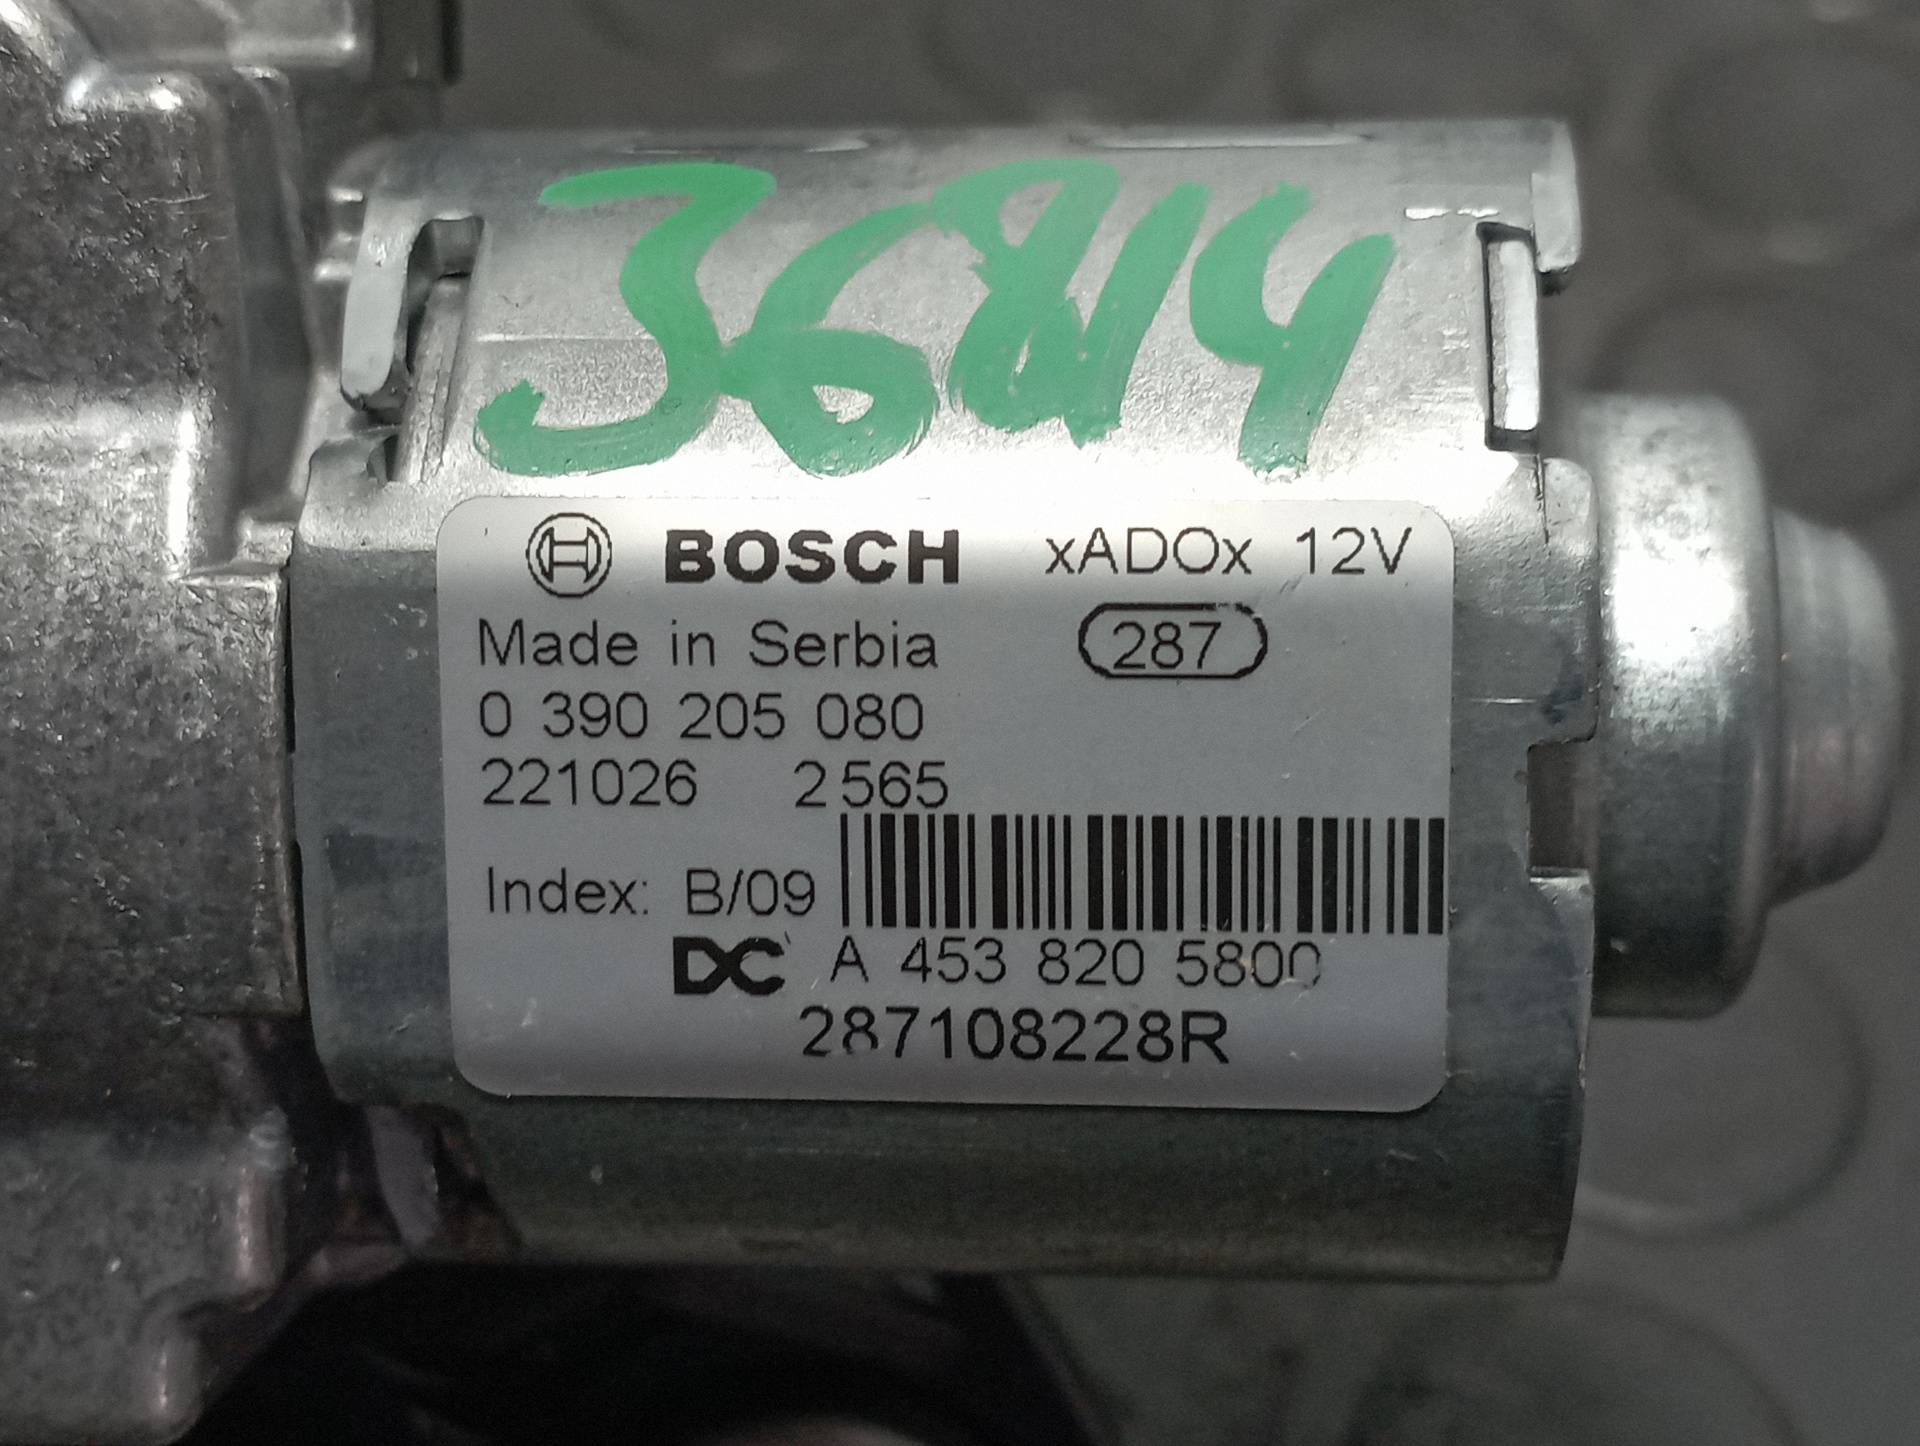 BOSCH xADOx 12V
Made in Serbia 287
0 390 205 080
221026 2565
Index: B/09
DC A 453 820 5800
287108228R